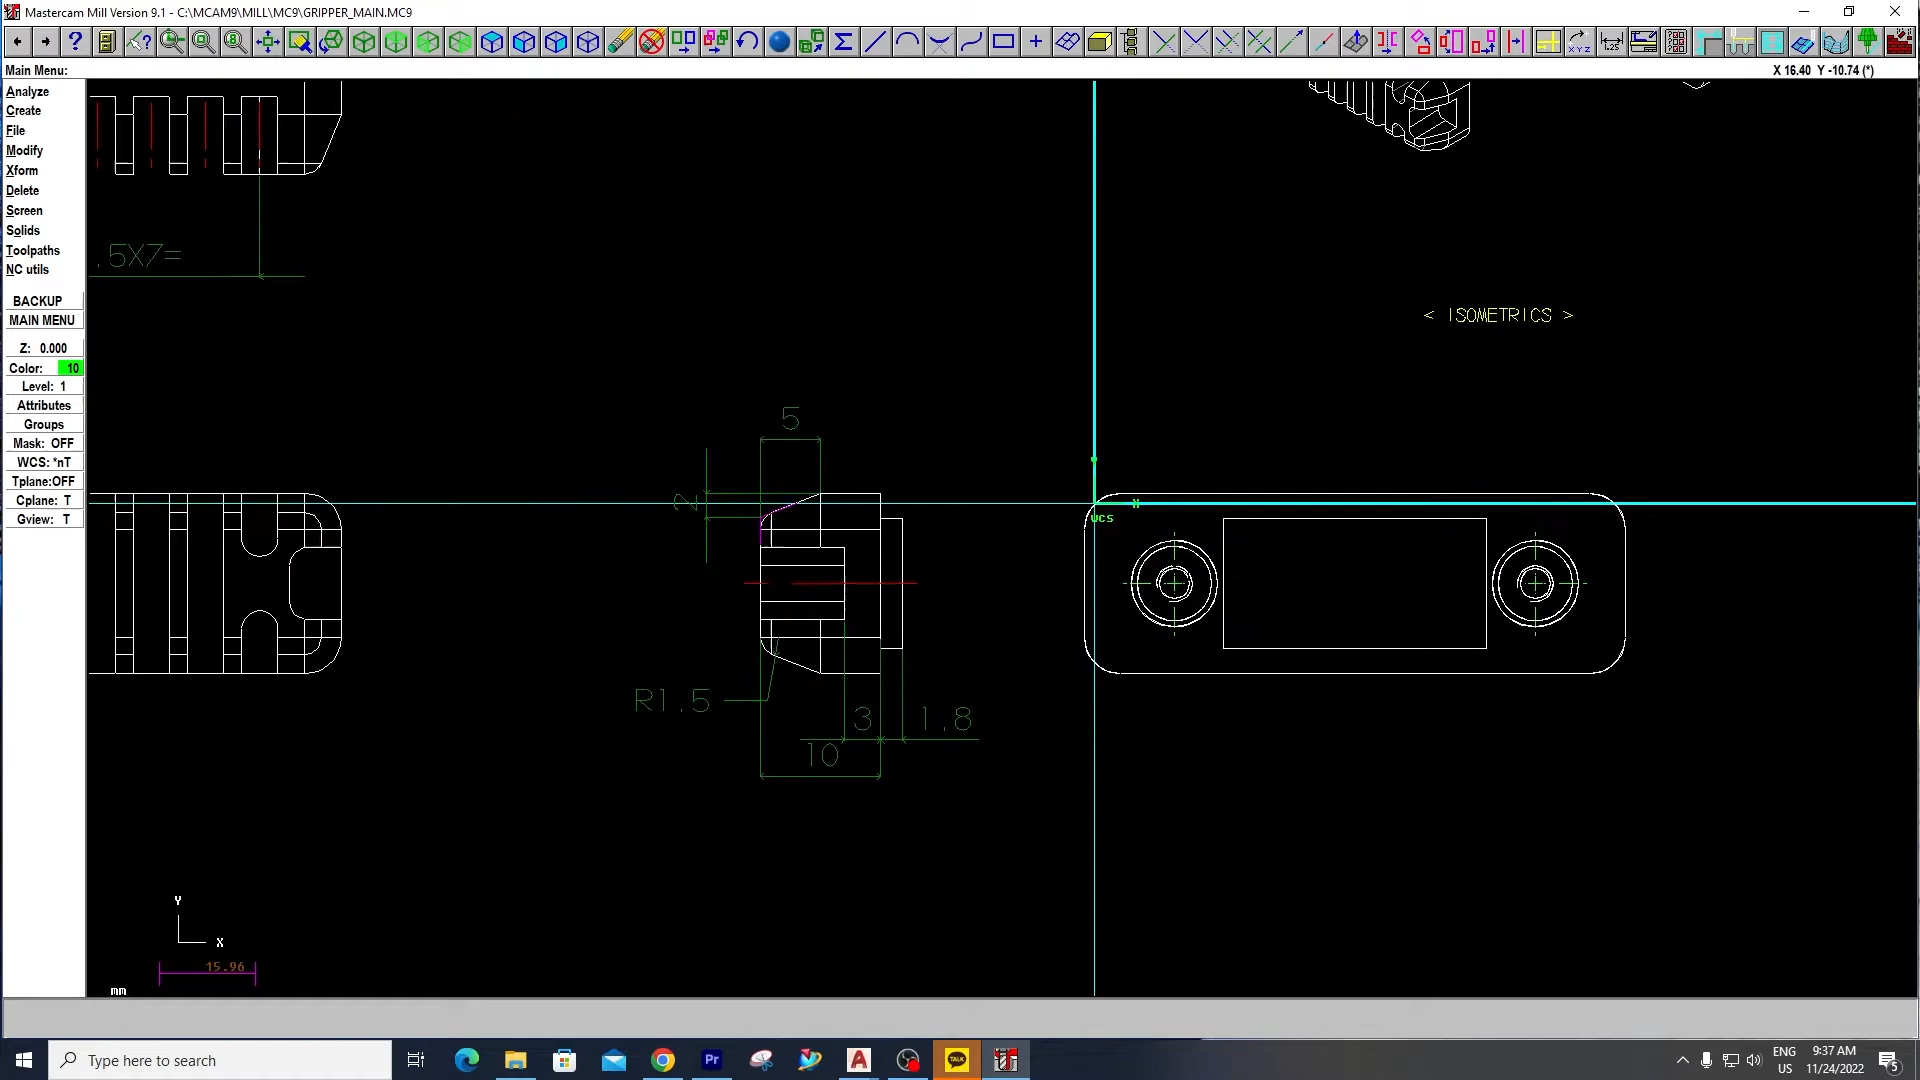 Mastercam Mill Version 9.1 - C:\MCAM9\MILL\MC9\GRIPPER_MAIN.MC9
Main Menu:
X 16.40 Y -10.74 (*)
Analyze
Create
File
Modify
Xform
Delete
Screen
Solids
Toolpaths
NC utils
BACKUP
MAIN MENU
Z: 0.000
Color: 10
Level: 1
Attributes
Groups
Mask: OFF
WCS: *nT
Tplane:OFF
Cplane: T
Gview: T
.5X7=
< ISOMETRICS >
5
2
X
WCS
R1.5
3
1.8
10
Y
X
15.96
mm
Type here to search
Pr
A
TALK
ENG
US
9:37 AM
11/24/2022
5